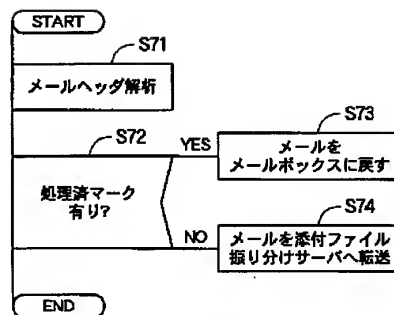 START
S71
メールヘッダ解析
S72
処理済マーク
有り?
YES
S73
メールを
メールボックスに戻す
NO
S74
メールを添付ファイル
振り分けサーバへ転送
END